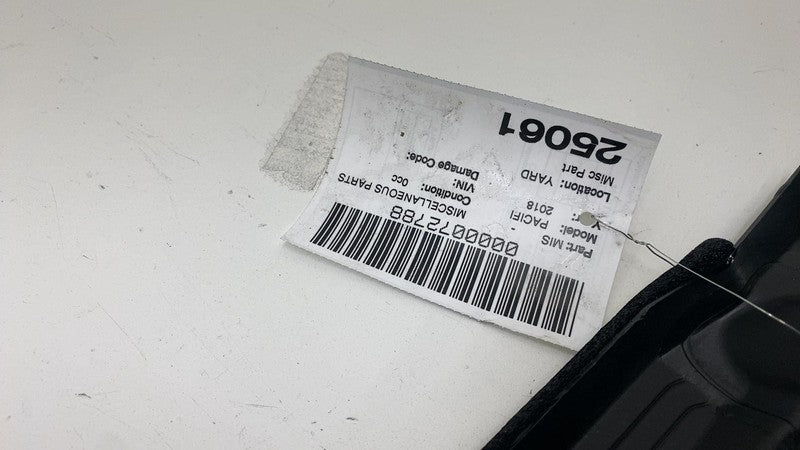 0000072788
Part: MIS - MISCELLANEOUS PARTS
Model: PACIFI Condition: 0cc
Year: 2018 VIN:
Location: YARD Damage Code:
Misc Part
25061